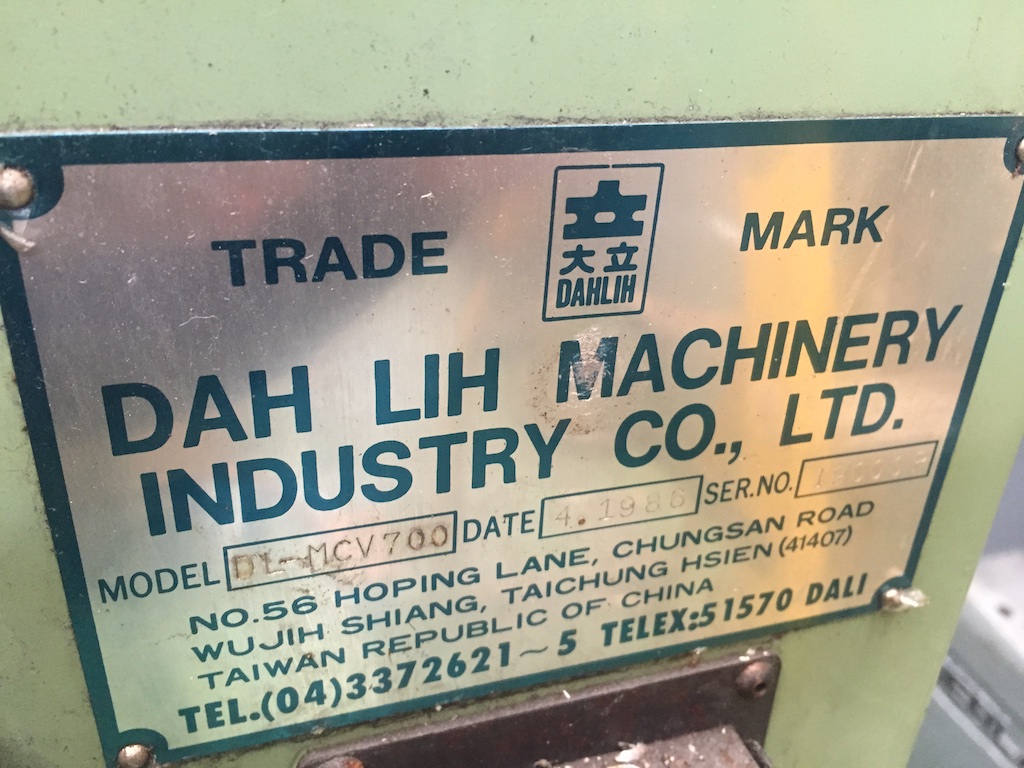 TRADE 大立 DAHLIH MARK
DAH LIH MACHINERY
INDUSTRY CO., LTD.
MODEL DL-MCV700 DATE 4.1986 SER.NO.
NO.56 HOPING LANE, CHUNGSAN ROAD
WUJIH SHIANG, TAICHUNG HSIEN (41407)
TAIWAN REPUBLIC OF CHINA
TEL.(04)3372621~5 TELEX:51570 DALI